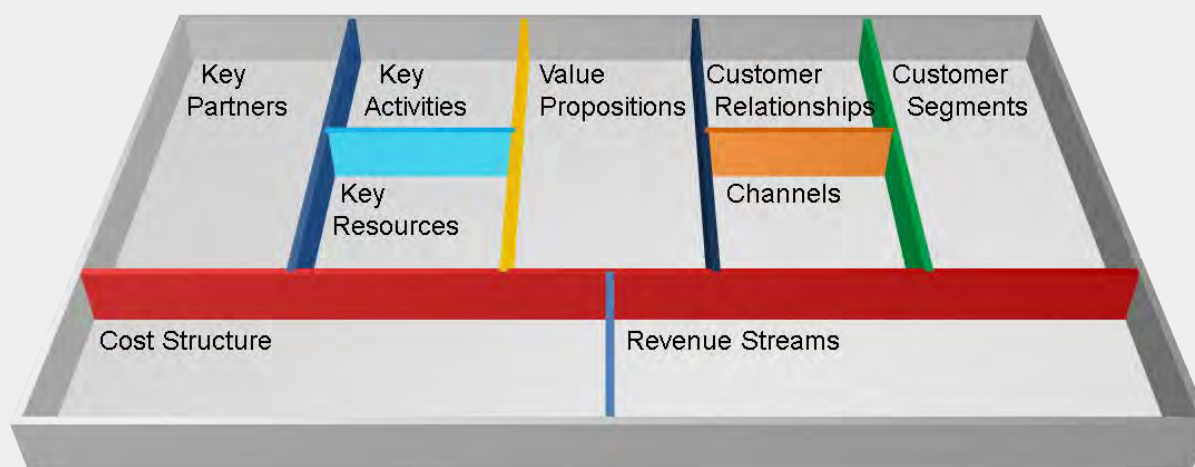 Key
Partners
Key
Activities
Key
Resources
Value
Propositions
Customer
Relationships
Channels
Customer
Segments
Cost Structure
Revenue Streams